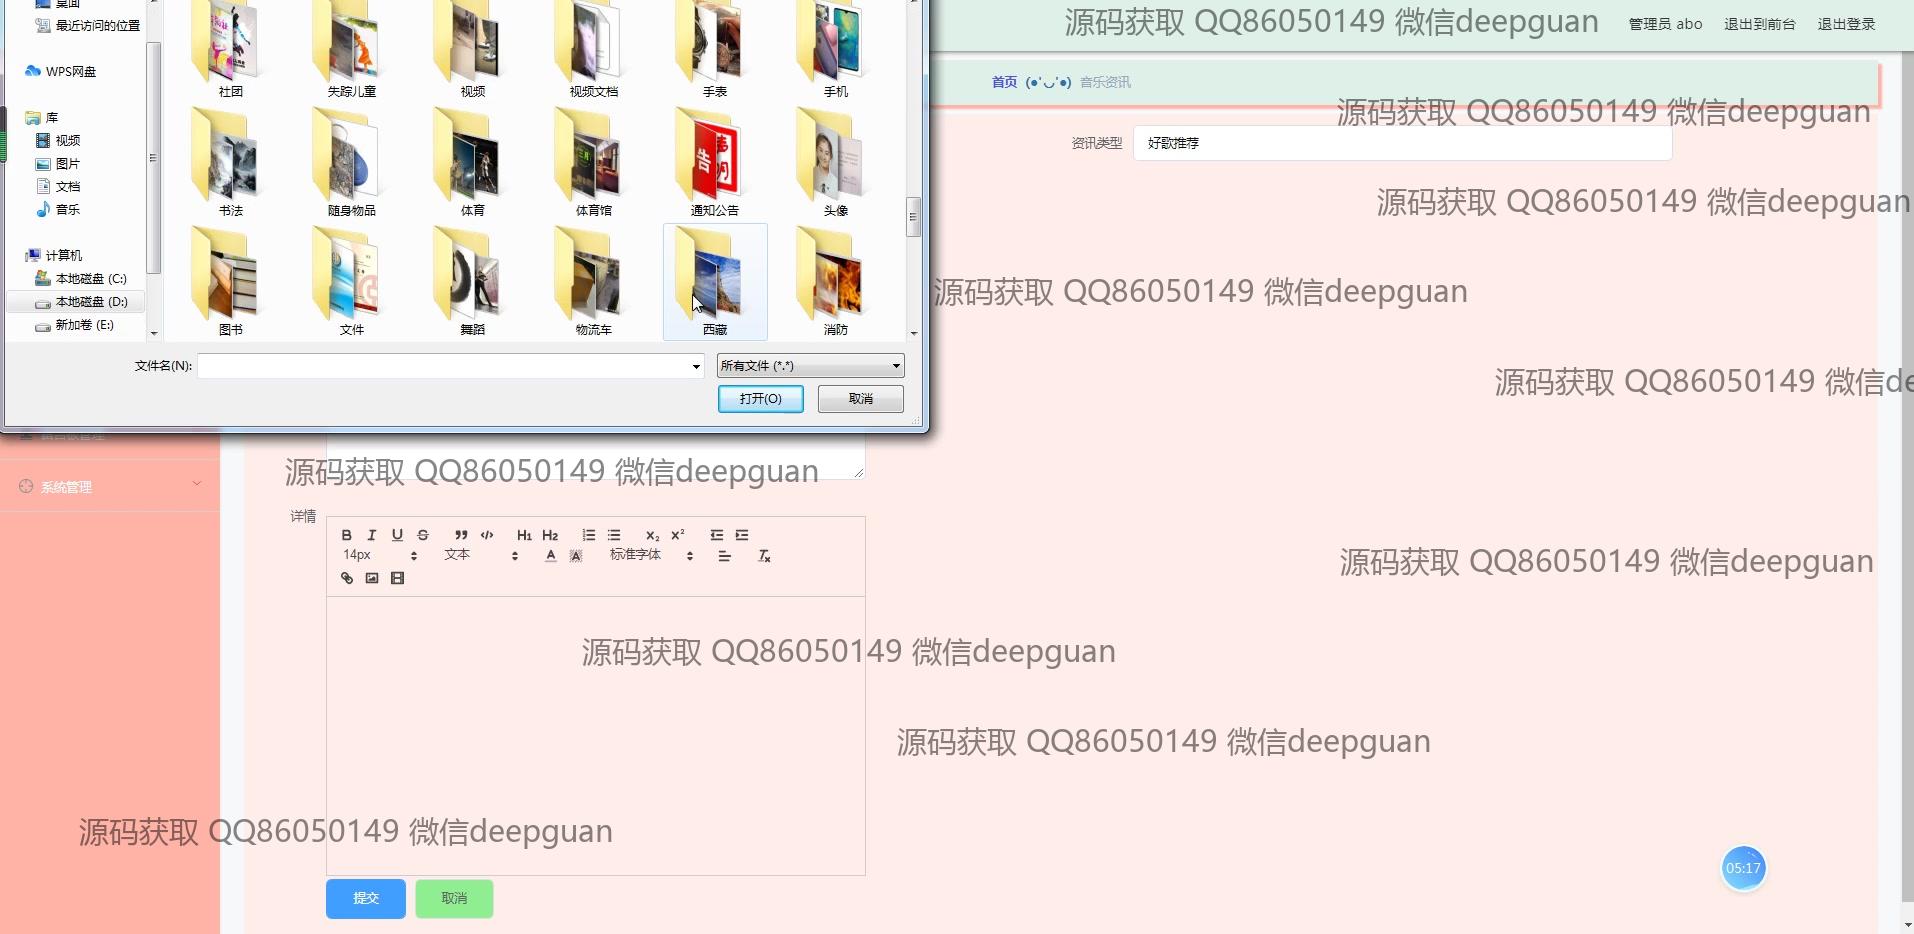 桌面
最近访问的位置
WPS网盘
库
视频
图片
文档
音乐
计算机
本地磁盘 (C:)
本地磁盘 (D:)
新加卷 (E:)
社团
失踪儿童
视频
视频文档
手表
手机
书法
随身物品
体育
体育馆
通知公告
头像
图书
文件
舞蹈
物流车
西藏
消防
文件名(N):
所有文件 (*.*)
打开(O)
取消
源码获取 QQ86050149 微信deepguan
管理员 abo
退出到前台
退出登录
首页 (●'◡'●) 音乐资讯
源码获取 QQ86050149 微信deepguan
资讯类型
好歌推荐
源码获取 QQ86050149 微信deepguan
源码获取 QQ86050149 微信deepguan
源码获取 QQ86050149 微信de
系统管理
源码获取 QQ86050149 微信deepguan
详情
B I U S H1 H2 X₂ X²
14px
文本
A A
标准字体
Tx
源码获取 QQ86050149 微信deepguan
源码获取 QQ86050149 微信deepguan
源码获取 QQ86050149 微信deepguan
源码获取 QQ86050149 微信deepguan
05:17
提交
取消